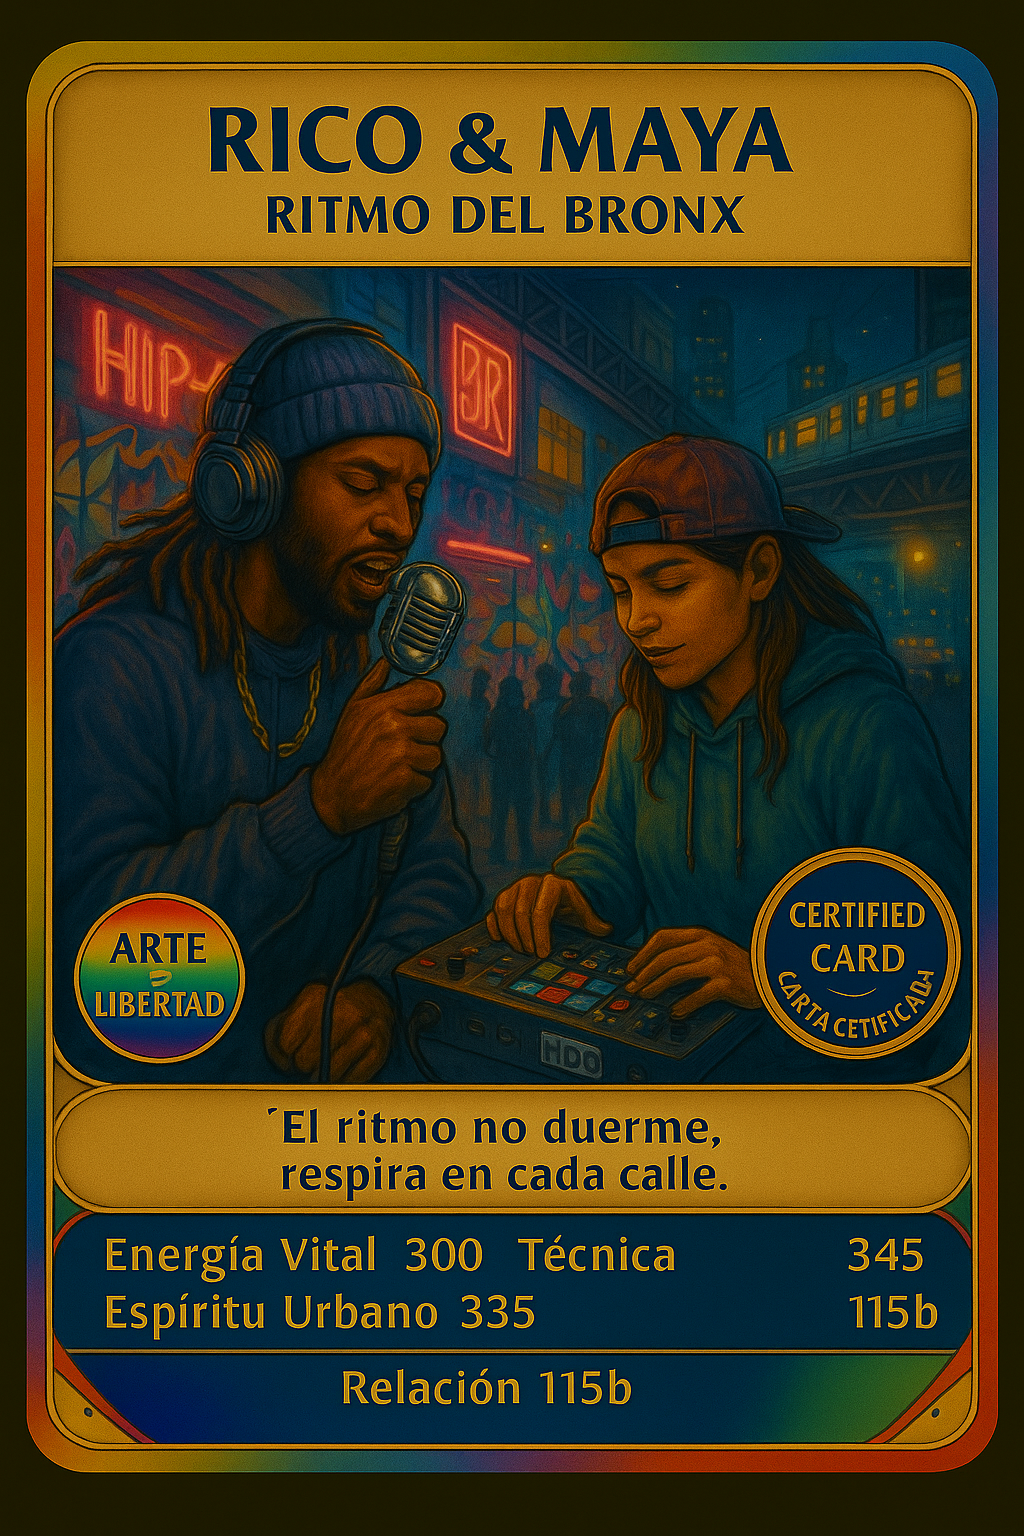 RICO & MAYA
RITMO DEL BRONX
HIP-
BR
ARTE
LIBERTAD
CERTIFIED
CARD
CARTA CETIFICADA
HDO
´El ritmo no duerme,
respira en cada calle.
Energía Vital 300 Técnica 345
Espíritu Urbano 335 115b
Relación 115b